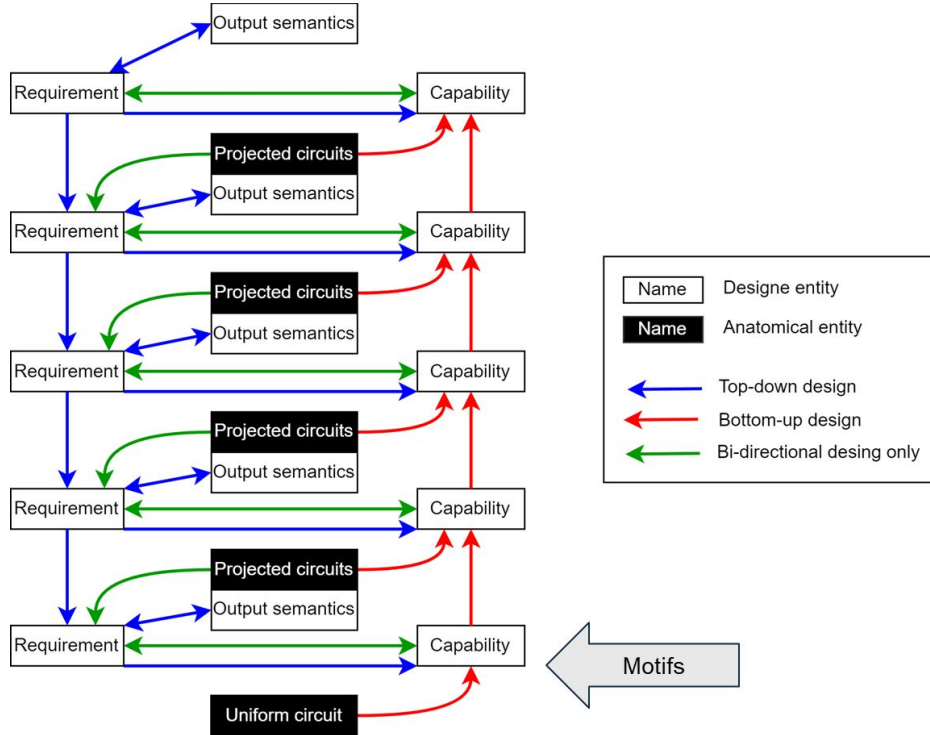 Output semantics
Requirement
Capability
Projected circuits
Output semantics
Requirement
Capability
Projected circuits
Output semantics
Requirement
Capability
Projected circuits
Output semantics
Requirement
Capability
Projected circuits
Output semantics
Requirement
Capability
Uniform circuit
Motifs
Name Designe entity
Name Anatomical entity
Top-down design
Bottom-up design
Bi-directional desing only